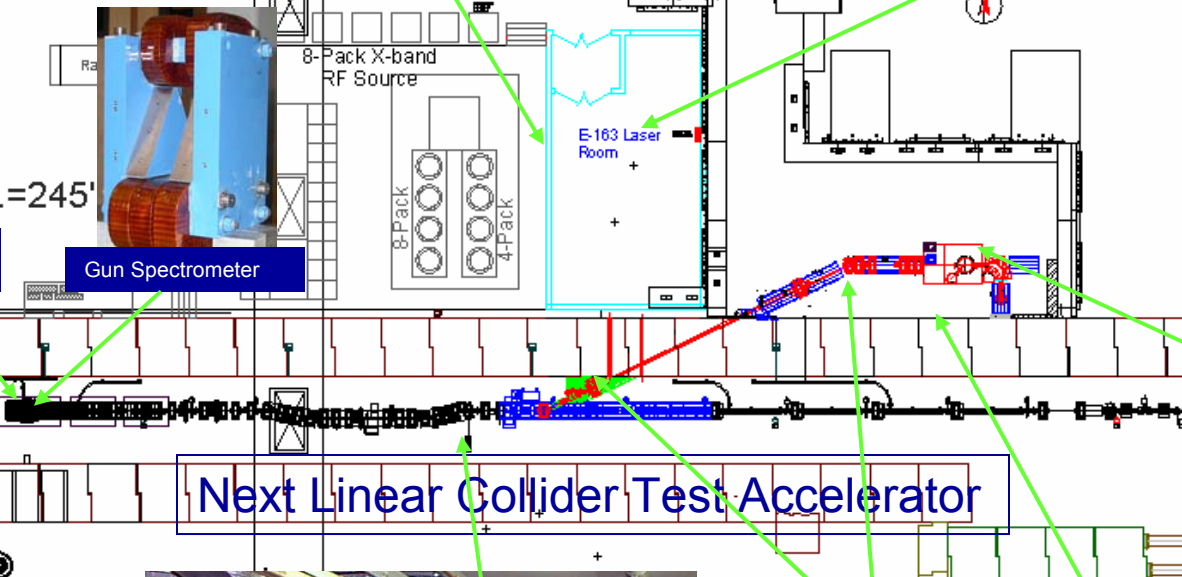 8-Pack X-band
RF Source
Ra
E-163 Laser
Room
=245'
8-Pack
4-Pack
Gun Spectrometer
Next Linear Collider Test Accelerator